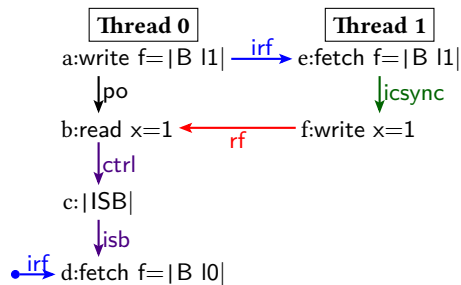 Thread 0 Thread 1
a:write f=|B l1| irf e:fetch f=|B l1|
po icsync
b:read x=1 rf f:write x=1
ctrl
c:|ISB|
isb
irf d:fetch f=|B l0|